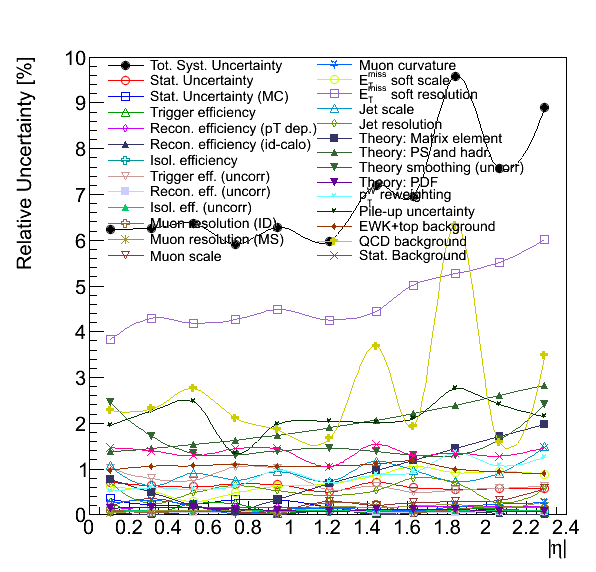 Relative Uncertainty [%]
10
9
8
7
6
5
4
3
2
1
0
Tot. Syst. Uncertainty
Stat. Uncertainty
Stat. Uncertainty (MC)
Trigger efficiency
Recon. efficiency (pT dep.)
Recon. efficiency (id-calo)
Isol. efficiency
Trigger eff. (uncorr)
Recon. eff. (uncorr)
Isol. eff. (uncorr)
Muon resolution (ID)
Muon resolution (MS)
Muon scale
Muon curvature
E_T^miss soft scale
E_T^miss soft resolution
Jet scale
Jet resolution
Theory: Matrix element
Theory: PS and hadr.
Theory smoothing (uncorr)
Theory: PDF
p_T^W reweighting
Pile-up uncertainty
EWK+top background
QCD background
Stat. Background
0 0.2 0.4 0.6 0.8 1 1.2 1.4 1.6 1.8 2 2.2 2.4
|η|